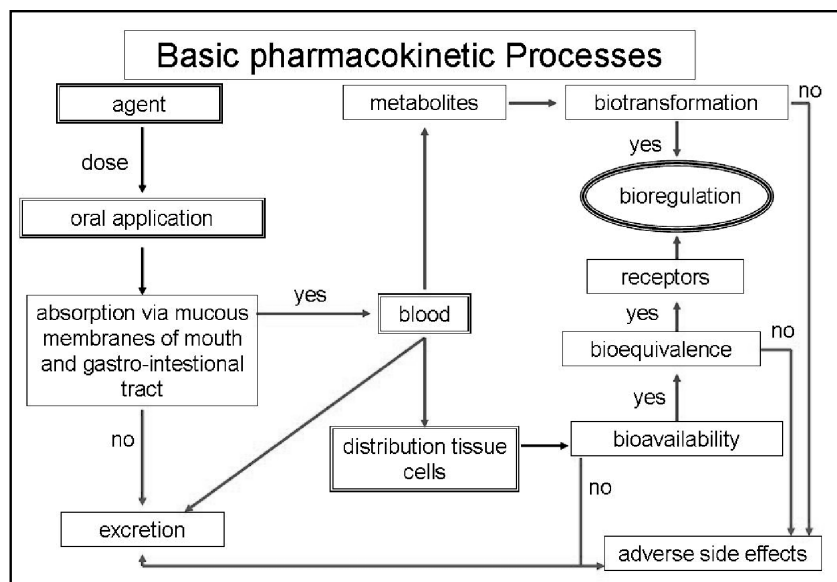 Basic pharmacokinetic Processes
agent
dose
oral application
absorption via mucous
membranes of mouth
and gastro-intestional
tract
yes
no
excretion
blood
metabolites
biotransformation
no
yes
bioregulation
receptors
yes
bioequivalence
no
yes
distribution tissue
cells
bioavailability
no
adverse side effects